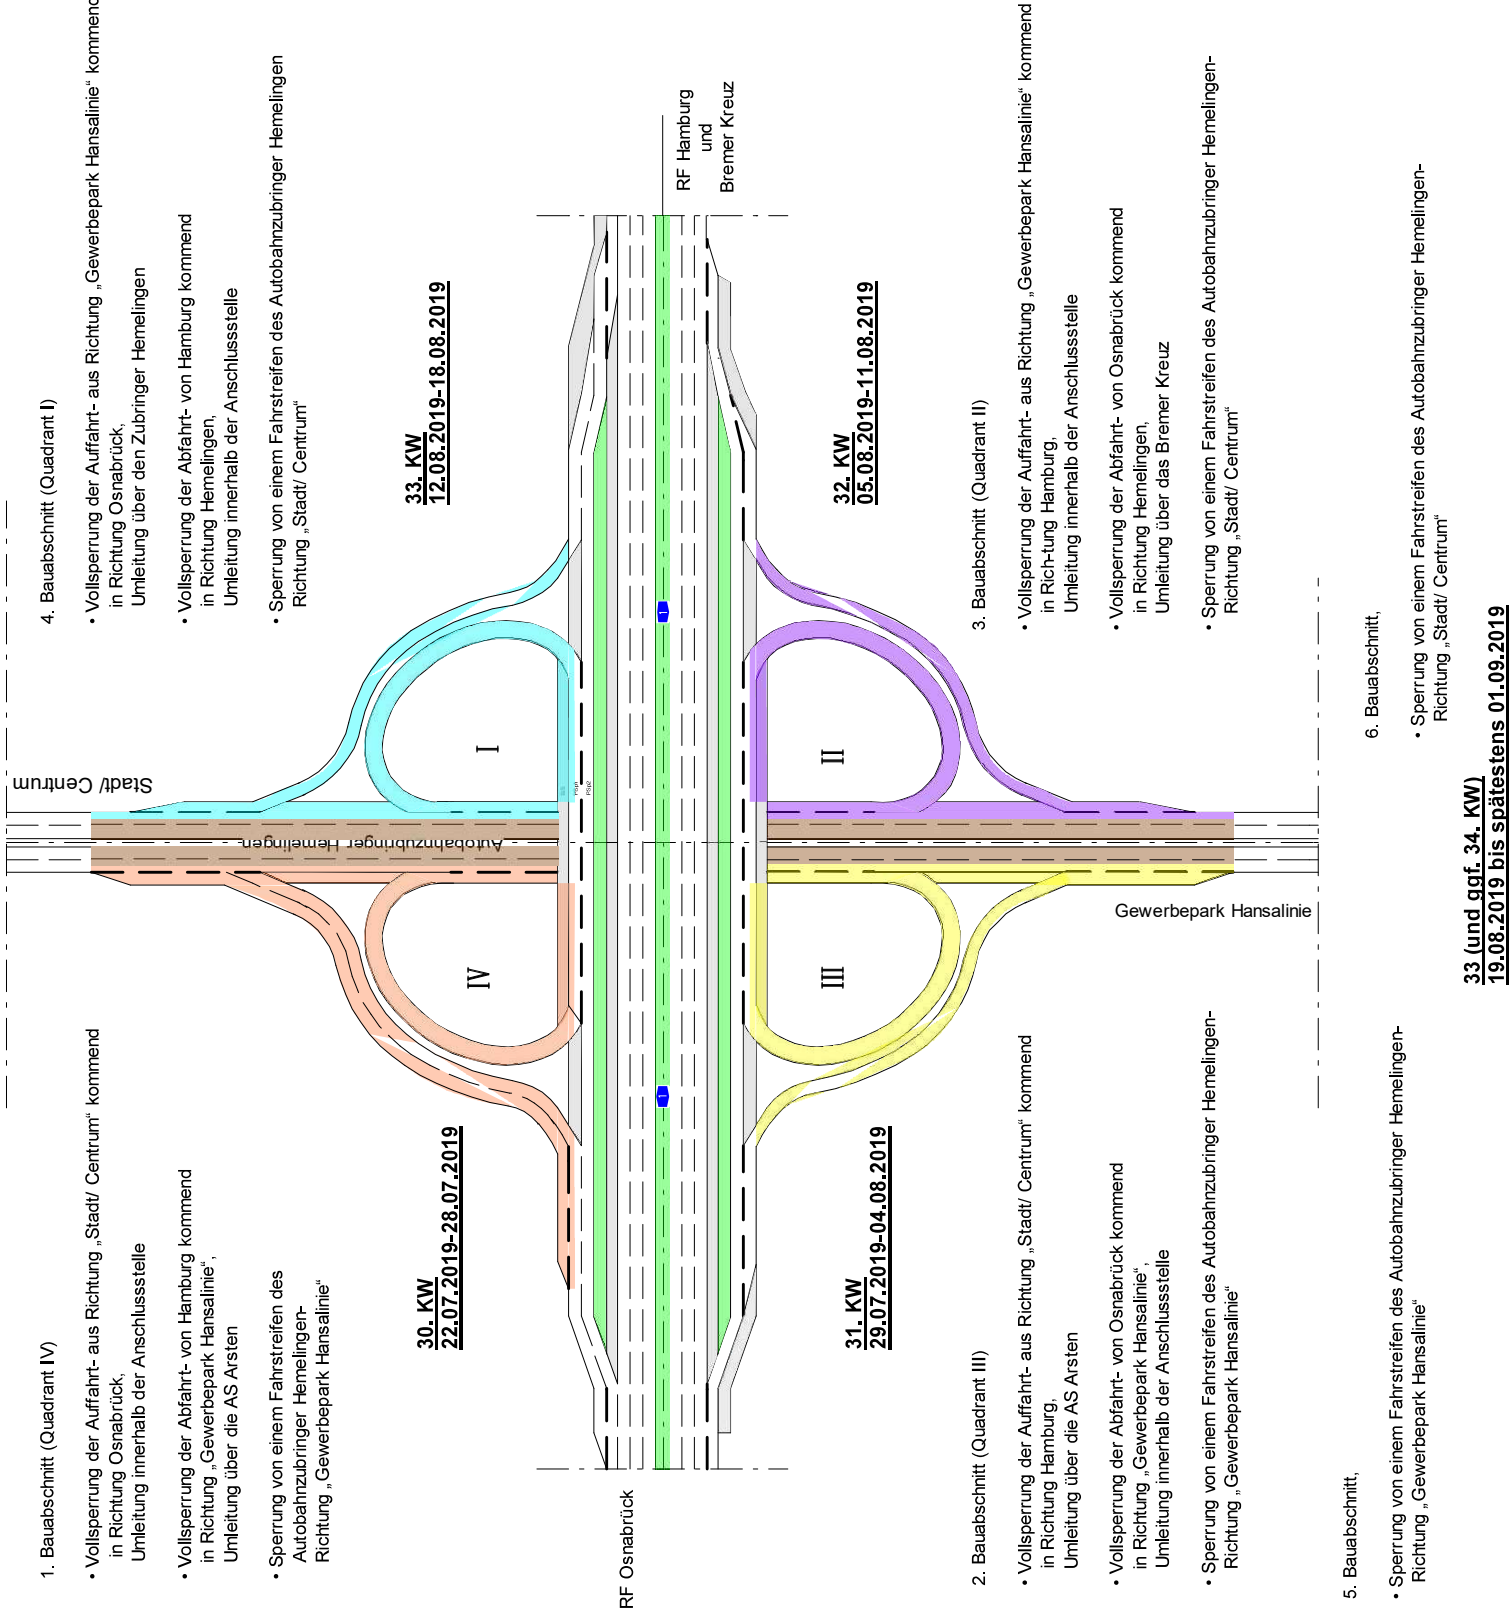 1. Bauabschnitt (Quadrant IV)
• Vollsperrung der Auffahrt- aus Richtung „Stadt/ Centrum“ kommend
in Richtung Osnabrück,
Umleitung innerhalb der Anschlussstelle
• Vollsperrung der Abfahrt- von Hamburg kommend
in Richtung „Gewerbepark Hansalinie“,
Umleitung über die AS Arsten
• Sperrung von einem Fahrstreifen des
Autobahnzubringer Hemelingen-
Richtung „Gewerbepark Hansalinie“
30. KW
22.07.2019-28.07.2019
4. Bauabschnitt (Quadrant I)
• Vollsperrung der Auffahrt- aus Richtung „Gewerbepark Hansalinie“ kommend
in Richtung Osnabrück,
Umleitung über den Zubringer Hemelingen
• Vollsperrung der Abfahrt- von Hamburg kommend
in Richtung Hemelingen,
Umleitung innerhalb der Anschlussstelle
• Sperrung von einem Fahrstreifen des Autobahnzubringer Hemelingen
Richtung „Stadt/ Centrum“
33. KW
12.08.2019-18.08.2019
Stadt/ Centrum
Autobahnzubringer Hemelingen
IV
I
RF Osnabrück
1
1
RF Hamburg
und
Bremer Kreuz
III
II
Gewerbepark Hansalinie
31. KW
29.07.2019-04.08.2019
2. Bauabschnitt (Quadrant III)
• Vollsperrung der Auffahrt- aus Richtung „Stadt/ Centrum“ kommend
in Richtung Hamburg,
Umleitung über die AS Arsten
• Vollsperrung der Abfahrt- von Osnabrück kommend
in Richtung „Gewerbepark Hansalinie“,
Umleitung innerhalb der Anschlussstelle
• Sperrung von einem Fahrstreifen des Autobahnzubringer Hemelingen-
Richtung „Gewerbepark Hansalinie“
32. KW
05.08.2019-11.08.2019
3. Bauabschnitt (Quadrant II)
• Vollsperrung der Auffahrt- aus Richtung „Gewerbepark Hansalinie“ kommend
in Rich-tung Hamburg,
Umleitung innerhalb der Anschlussstelle
• Vollsperrung der Abfahrt- von Osnabrück kommend
in Richtung Hemelingen,
Umleitung über das Bremer Kreuz
• Sperrung von einem Fahrstreifen des Autobahnzubringer Hemelingen-
Richtung „Stadt/ Centrum“
5. Bauabschnitt,
• Sperrung von einem Fahrstreifen des Autobahnzubringer Hemelingen-
Richtung „Gewerbepark Hansalinie“
6. Bauabschnitt,
• Sperrung von einem Fahrstreifen des Autobahnzubringer Hemelingen-
Richtung „Stadt/ Centrum“
33 (und ggf. 34. KW)
19.08.2019 bis spätestens 01.09.2019